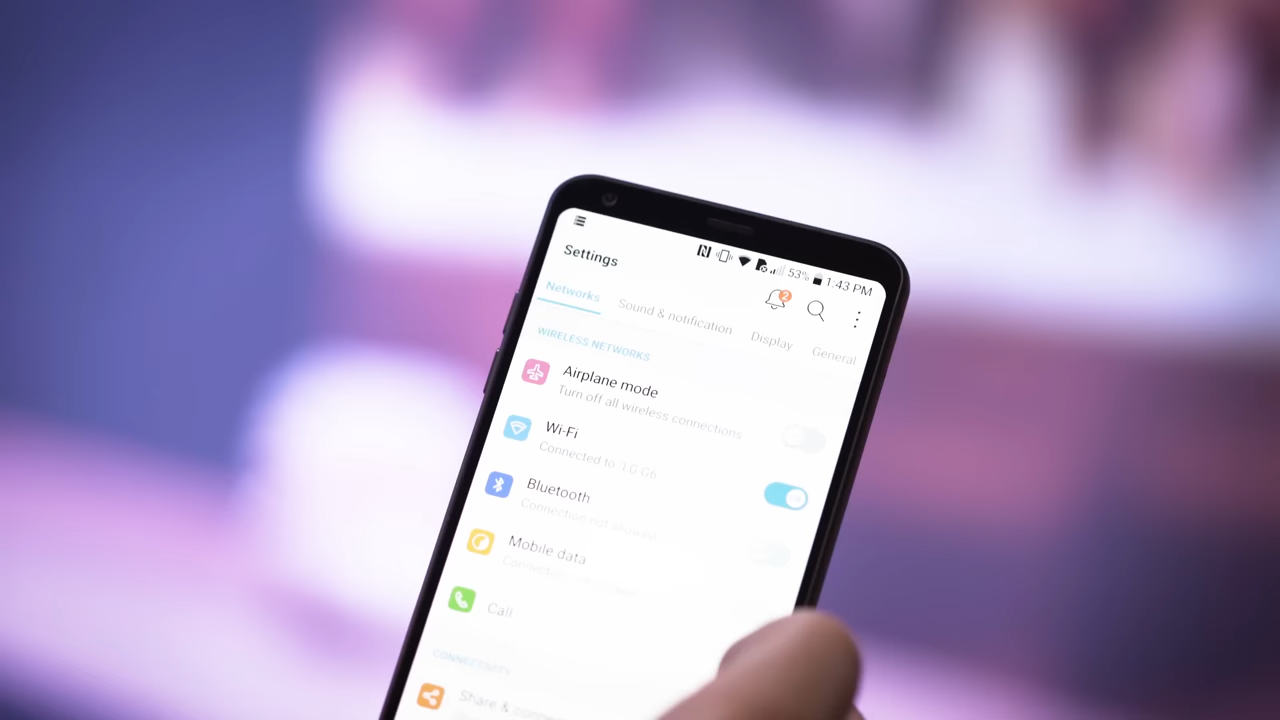 53% 1:43 PM
Settings
2
Networks Sound & notification Display General
WIRELESS NETWORKS
Airplane mode
Turn off all wireless connections
Wi-Fi
Connected to "LG G6
Bluetooth
Connection not allowed
Mobile data
Call
CONNECTIVITY
Share &